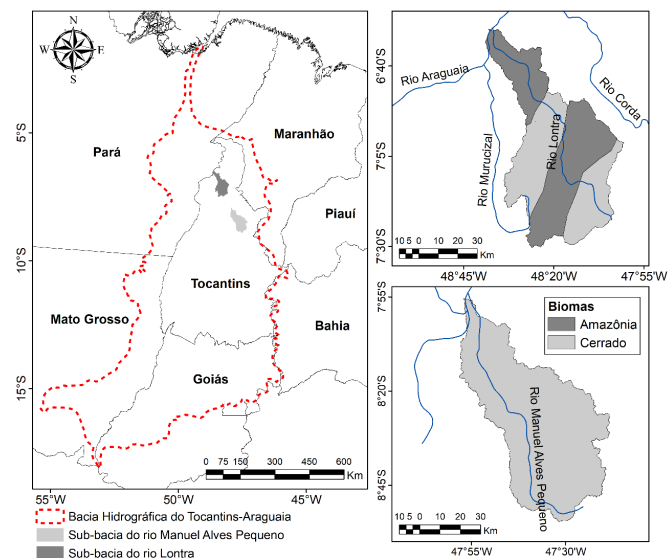 N
W
E
S
Pará
Maranhão
Piauí
Tocantins
Mato Grosso
Bahia
Goiás
5°S
10°S
15°S
0 75 150 300 450 600
Km
55°W 50°W 45°W
Bacia Hidrográfica do Tocantins-Araguaia
Sub-bacia do rio Manuel Alves Pequeno
Sub-bacia do rio Lontra
6°40'
7°5'S
7°30'S
Rio Araguaia
Rio Corda
Rio Lontra
Rio Murucizal
10 5 0 10 20 30
Km
48°45'W 48°20'W 47°55'W
7°55'S
8°20'S
8°45'S
Biomas
Amazônia
Cerrado
Rio Manuel Alves Pequeno
10 5 0 10 20 30
Km
47°55'W 47°30'W